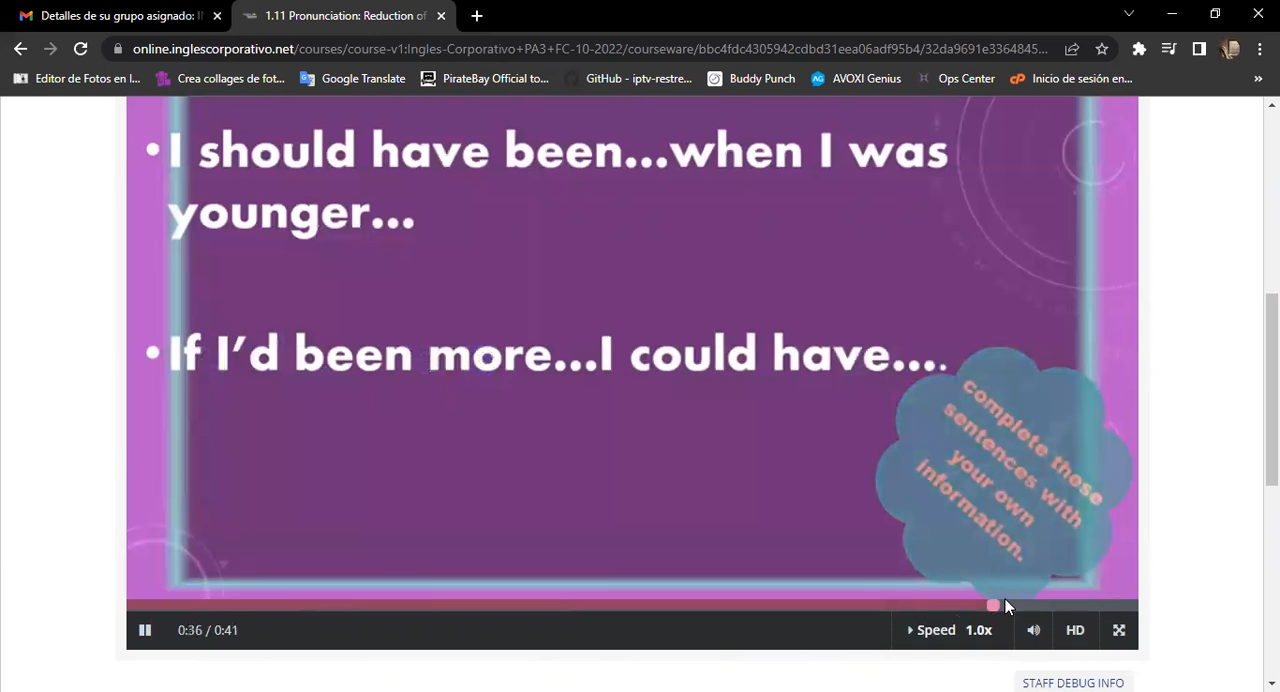 Detalles de su grupo asignado: I
1.11 Pronunciation: Reduction of
online.inglescorporativo.net/courses/course-v1:Ingles-Corporativo+PA3+FC-10-2022/courseware/bbc4fdc4305942cdbd31eea06adf95b4/32da9691e3364845...
Editor de Fotos en l... Crea collages de fot... Google Translate PirateBay Official to... GitHub - iptv-restre... Buddy Punch AVOXI Genius Ops Center Inicio de sesión en... »
•I should have been...when I was
younger...
•If I'd been more...I could have....
complete these
sentences with
your own
information.
0:36 / 0:41
Speed 1.0x HD
STAFF DEBUG INFO